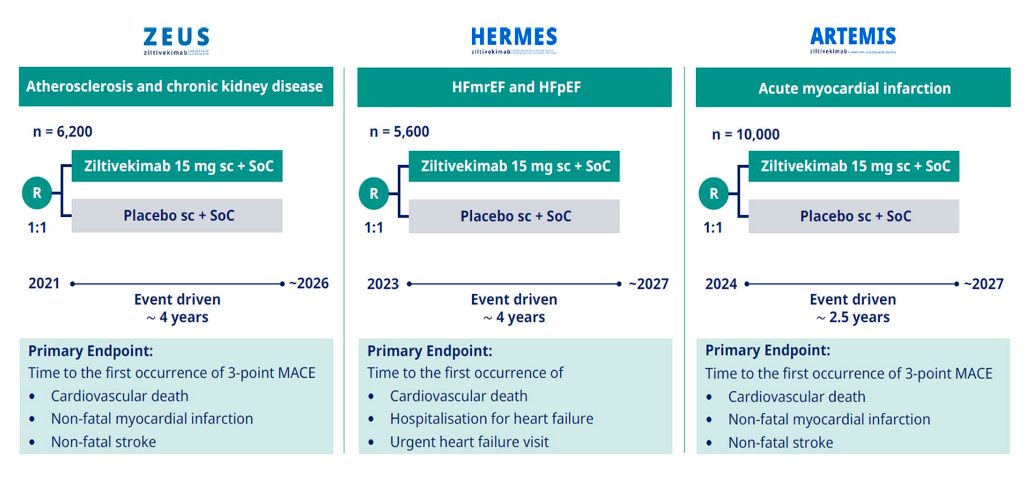 ZEUS
ziltivekimab
Atherosclerosis and chronic kidney disease
n = 6,200
R
1:1
Ziltivekimab 15 mg sc + SoC
Placebo sc + SoC
2021
~2026
Event driven
~ 4 years
Primary Endpoint:
Time to the first occurrence of 3-point MACE
• Cardiovascular death
• Non-fatal myocardial infarction
• Non-fatal stroke
HERMES
ziltivekimab
HFmrEF and HFpEF
n = 5,600
R
1:1
Ziltivekimab 15 mg sc + SoC
Placebo sc + SoC
2023
~2027
Event driven
~ 4 years
Primary Endpoint:
Time to the first occurrence of
• Cardiovascular death
• Hospitalisation for heart failure
• Urgent heart failure visit
ARTEMIS
ziltivekimab
Acute myocardial infarction
n = 10,000
R
1:1
Ziltivekimab 15 mg sc + SoC
Placebo sc + SoC
2024
~2027
Event driven
~ 2.5 years
Primary Endpoint:
Time to the first occurrence of 3-point MACE
• Cardiovascular death
• Non-fatal myocardial infarction
• Non-fatal stroke